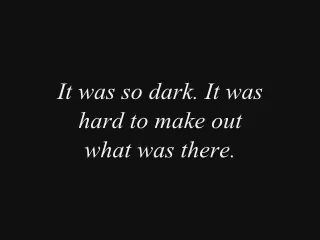 It was so dark. It was
hard to make out
what was there.